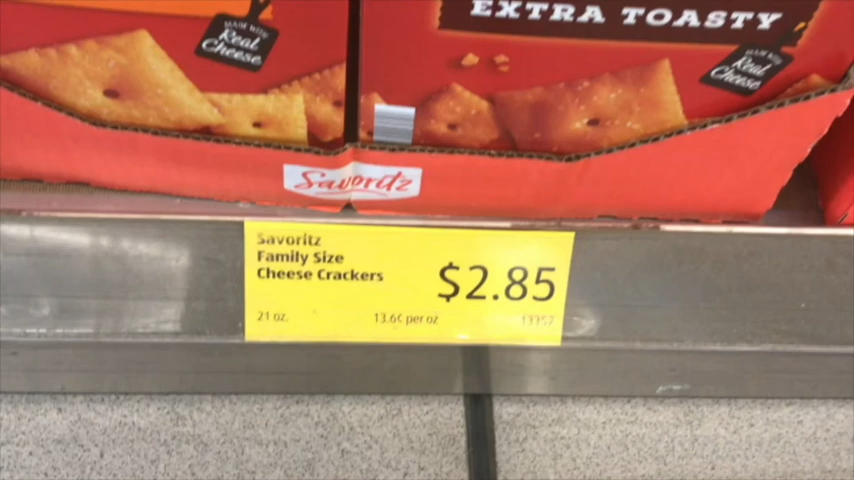 MADE WITH
Real
Cheese
EXTRA TOASTY
MADE WITH
Real
Cheese
Savoritz
Savoritz
Family Size
Cheese Crackers
$2.85
21 oz.
13.6¢ per oz
13357